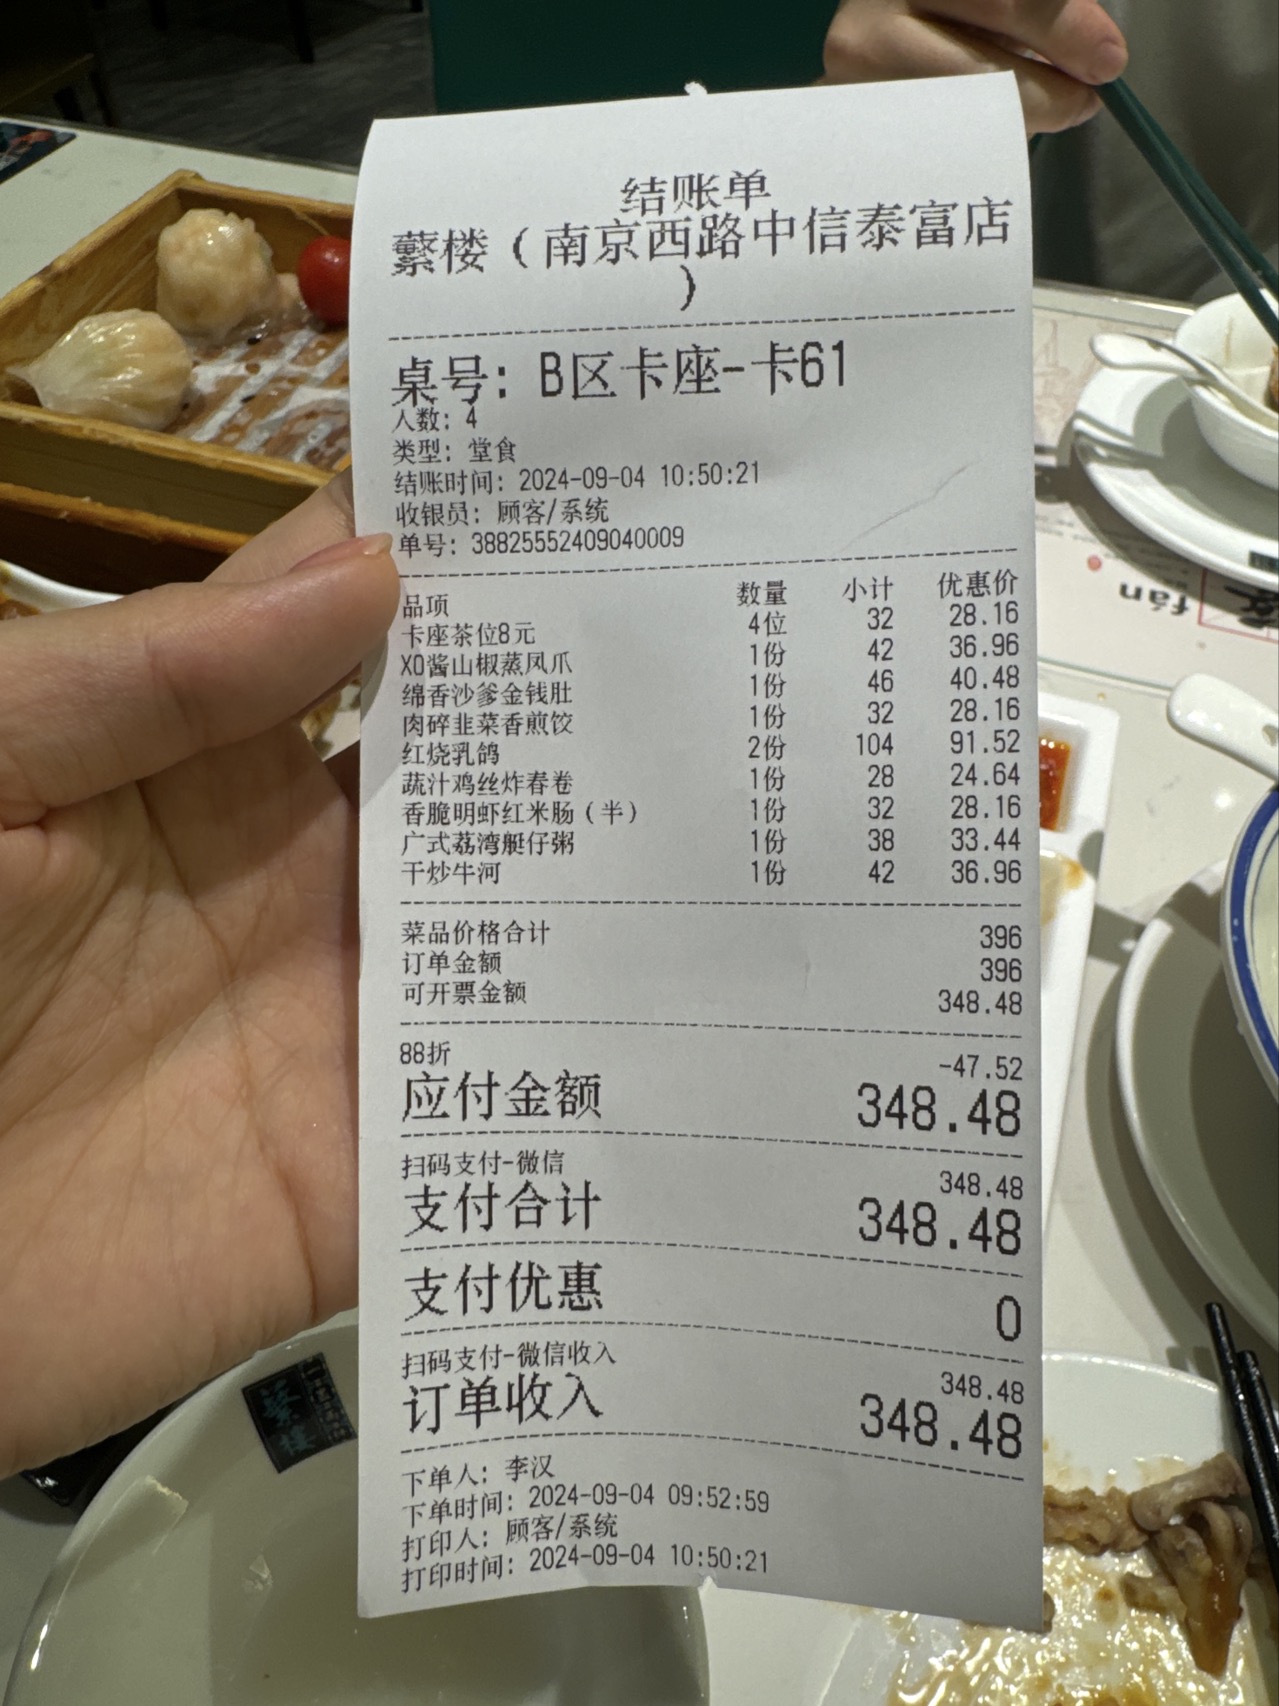 结账单
蘩楼（南京西路中信泰富店
）
桌号：B区卡座-卡61
人数：4
类型：堂食
结账时间：2024-09-04 10:50:21
收银员：顾客/系统
单号：38825552409040009
品项 数量 小计 优惠价
卡座茶位8元 4位 32 28.16
XO酱山椒蒸凤爪 1份 42 36.96
绵香沙爹金钱肚 1份 46 40.48
肉碎韭菜香煎饺 1份 32 28.16
红烧乳鸽 2份 104 91.52
蔬汁鸡丝炸春卷 1份 28 24.64
香脆明虾红米肠（半） 1份 32 28.16
广式荔湾艇仔粥 1份 38 33.44
干炒牛河 1份 42 36.96
菜品价格合计 396
订单金额 396
可开票金额 348.48
88折 -47.52
应付金额 348.48
扫码支付-微信 348.48
支付合计 348.48
支付优惠 0
扫码支付-微信收入 348.48
订单收入 348.48
下单人：李汉
下单时间：2024-09-04 09:52:59
打印人：顾客/系统
打印时间：2024-09-04 10:50:21
fán
蘩楼